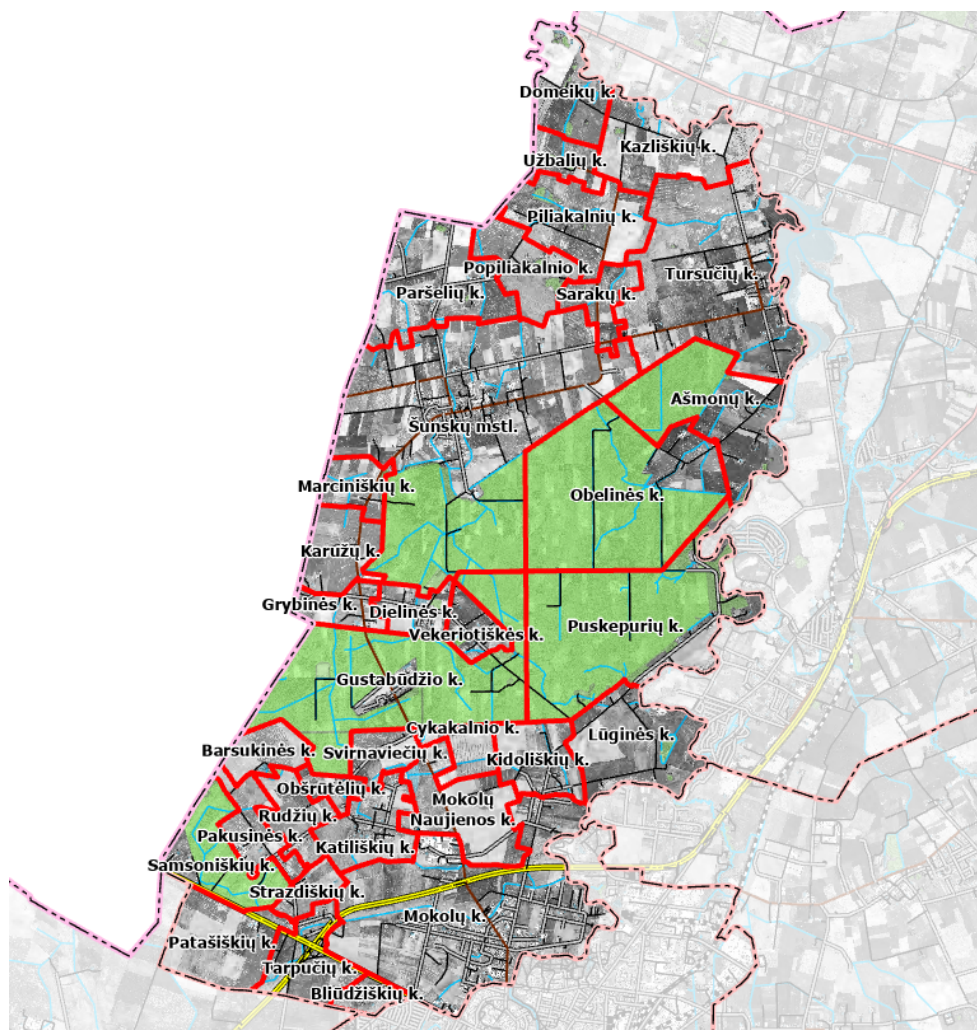 Domeikų k.
Kazliškių k.
Užbalių k.
Piliakalnių k.
Popiliakalnio k.
Tursučių k.
Paršelių k.
Sarakų k.
Ašmonų k.
Šunskų mstl.
Marciniškių k.
Obelinės k.
Karužų k.
Grybinės k.
Dielinės k.
Vekeriotiškės k.
Puskepurių k.
Gustabūdžio k.
Cykakalnio k.
Lūginės k.
Barsukinės k.
Svirnaviečių k.
Kidoliškių k.
Obšrūtėlių k.
Mokolų
Naujienos k.
Rudžių k.
Pakusinės k.
Katiliškių k.
Samsoniškių k.
Strazdiškių k.
Mokolų k.
Patašiškių k.
Tarpučių k.
Bliūdžiškių k.